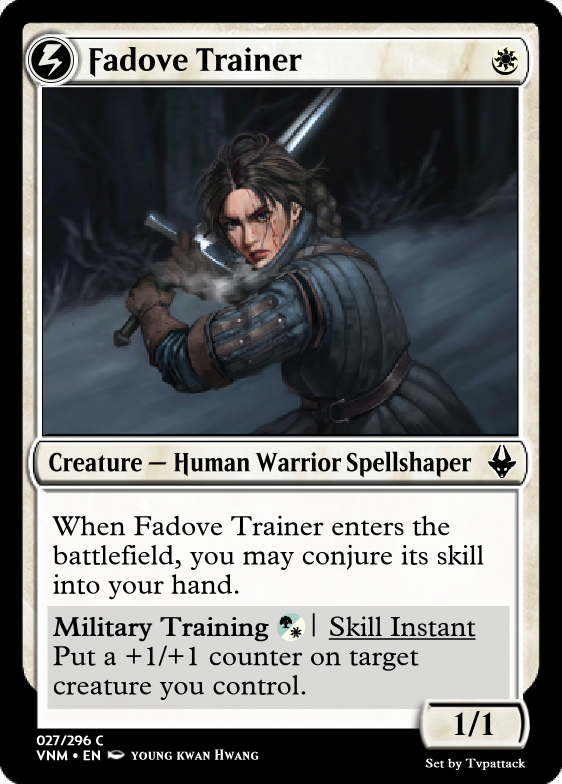 Fadove Trainer
Creature — Human Warrior Spellshaper
When Fadove Trainer enters the
battlefield, you may conjure its skill
into your hand.
Military Training | Skill Instant
Put a +1/+1 counter on target
creature you control.
1/1
027/296 C
VNM • EN YOUNG KWAN HWANG
Set by Tvpattack